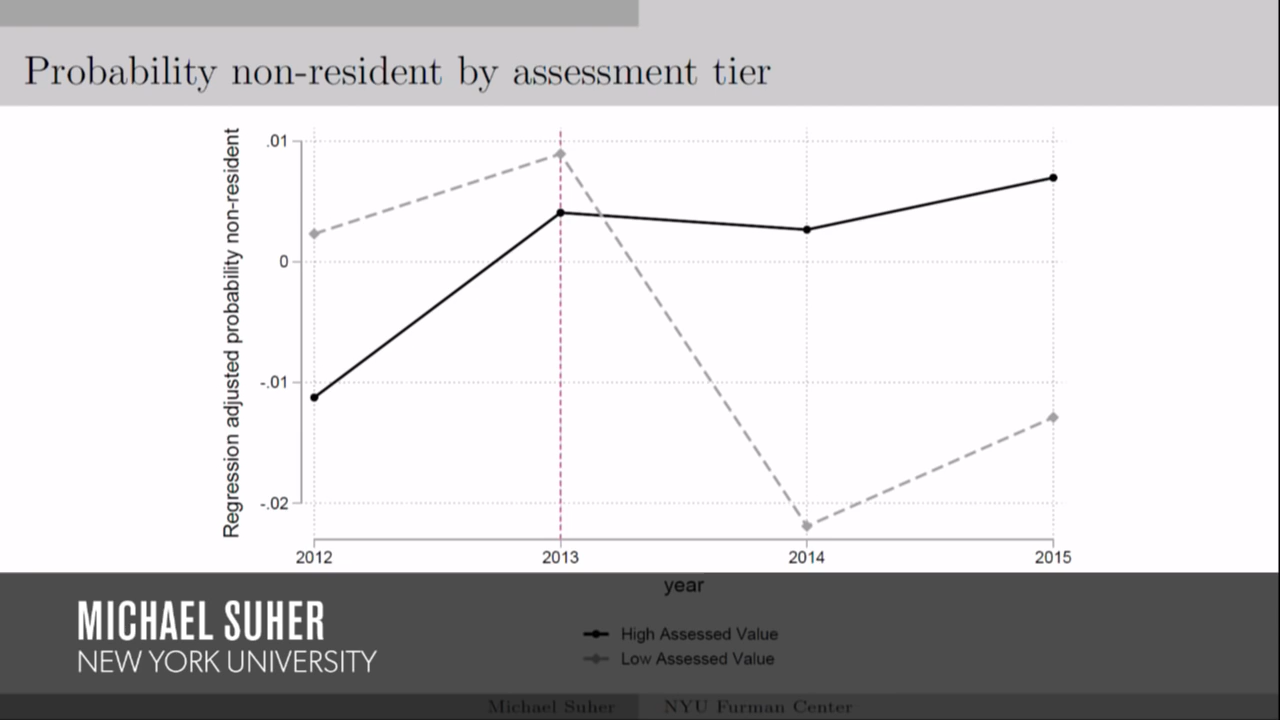 Probability non-resident by assessment tier
Regression adjusted probability non-resident
.01
0
-.01
-.02
2012 2013 2014 2015
year
High Assessed Value
Low Assessed Value
MICHAEL SUHER
NEW YORK UNIVERSITY
Michael Suher NYU Furman Center